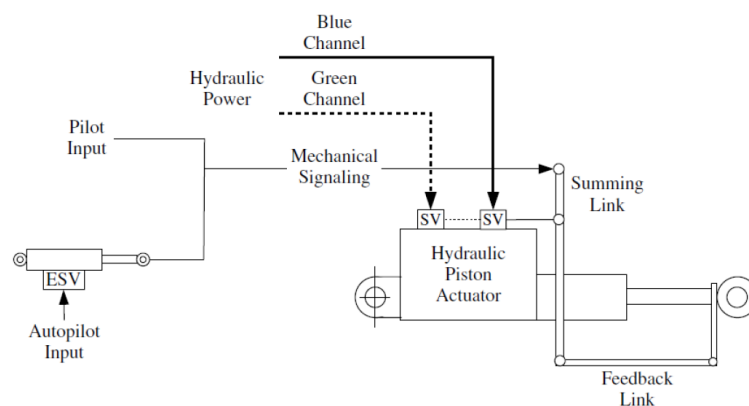 Blue
Channel
Hydraulic
Power
Green
Channel
Pilot
Input
Mechanical
Signaling
Summing
Link
SV
SV
Hydraulic
Piston
Actuator
ESV
Autopilot
Input
Feedback
Link